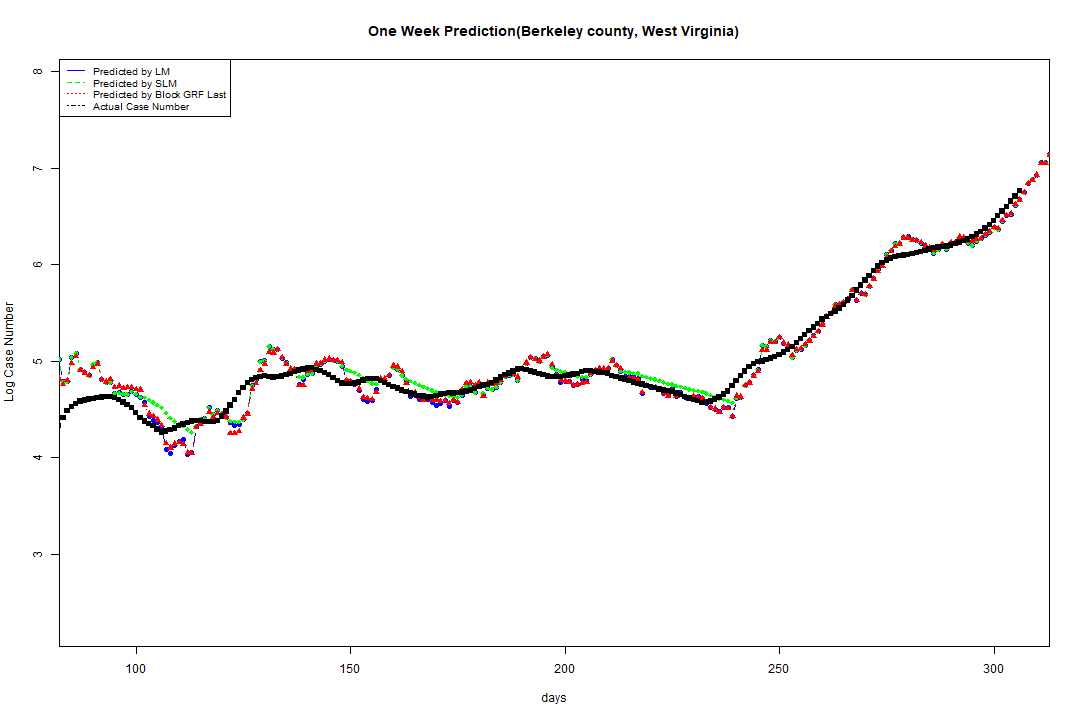 One Week Prediction(Berkeley county, West Virginia)
Predicted by LM
Predicted by SLM
Predicted by Block GRF Last
Actual Case Number
8
7
6
5
4
3
Log Case Number
100 150 200 250 300
days